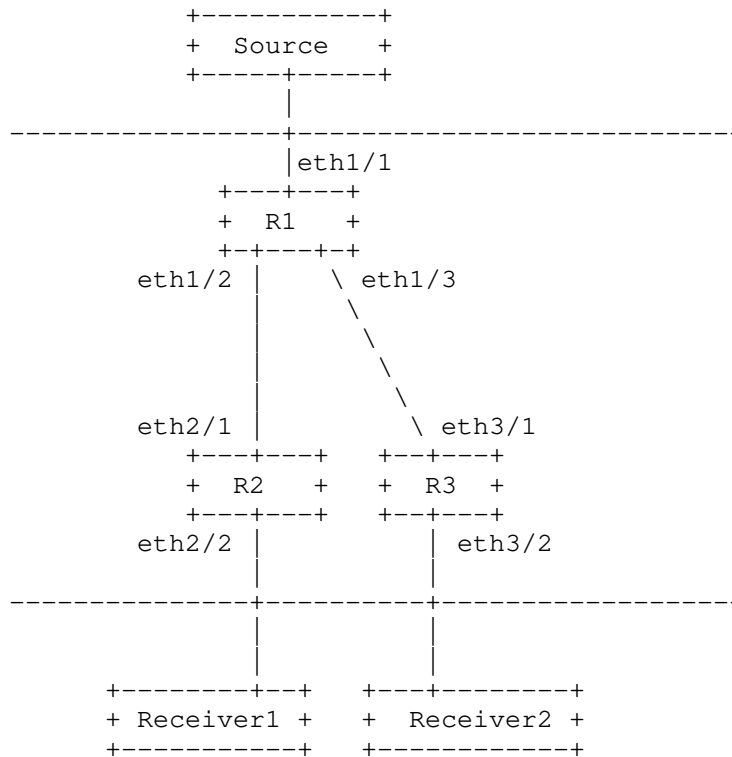 Source
eth1/1
R1
eth1/2 eth1/3
eth2/1 eth3/1
R2 R3
eth2/2 eth3/2
Receiver1 Receiver2